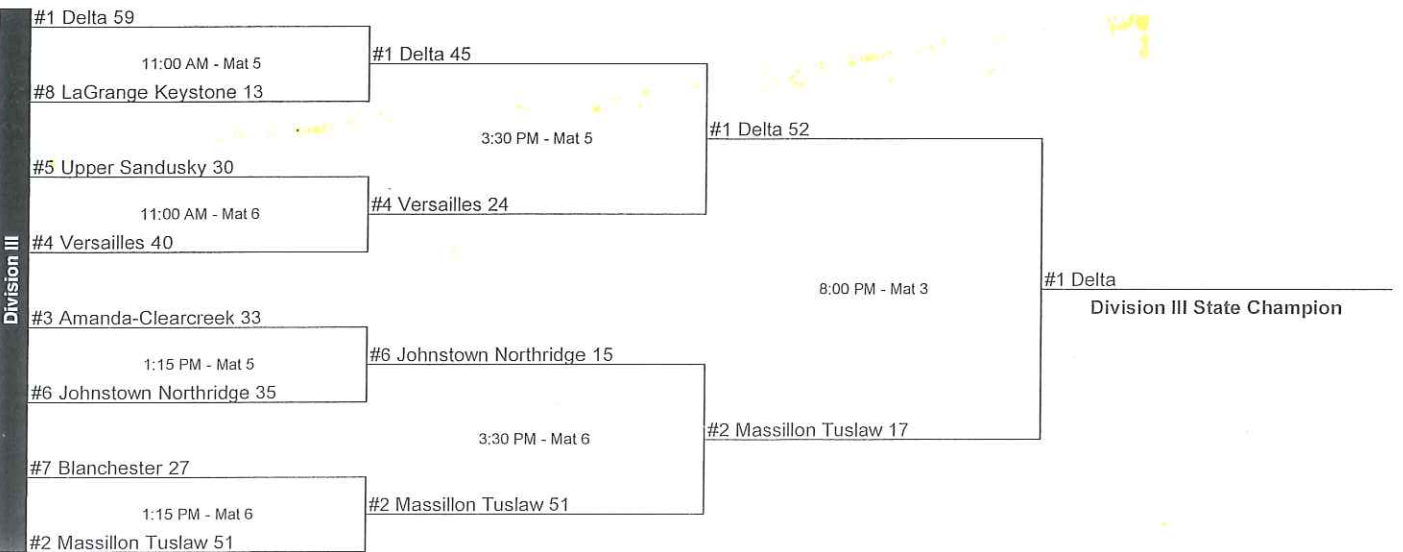 Division III
#1 Delta 59
11:00 AM - Mat 5
#8 LaGrange Keystone 13
#5 Upper Sandusky 30
11:00 AM - Mat 6
#4 Versailles 40
#3 Amanda-Clearcreek 33
1:15 PM - Mat 5
#6 Johnstown Northridge 35
#7 Blanchester 27
1:15 PM - Mat 6
#2 Massillon Tuslaw 51
#1 Delta 45
3:30 PM - Mat 5
#4 Versailles 24
#6 Johnstown Northridge 15
3:30 PM - Mat 6
#2 Massillon Tuslaw 51
#1 Delta 52
8:00 PM - Mat 3
#2 Massillon Tuslaw 17
#1 Delta
Division III State Champion